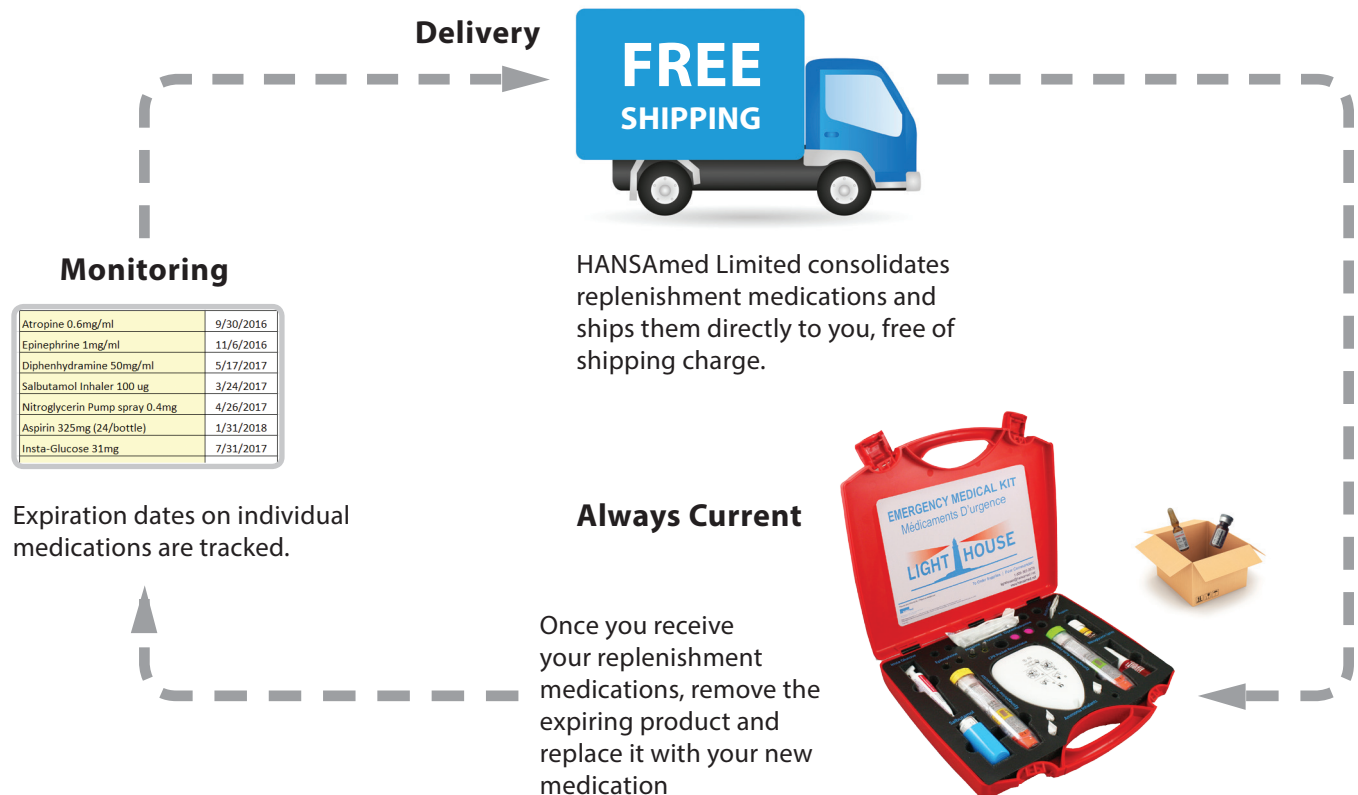 Delivery
FREE
SHIPPING
HANSAmed Limited consolidates
replenishment medications and
ships them directly to you, free of
shipping charge.
Monitoring
Atropine 0.6mg/ml 9/30/2016
Epinephrine 1mg/ml 11/6/2016
Diphenhydramine 50mg/ml 5/17/2017
Salbutamol Inhaler 100 ug 3/24/2017
Nitroglycerin Pump spray 0.4mg 4/26/2017
Aspirin 325mg (24/bottle) 1/31/2018
Insta-Glucose 31mg 7/31/2017
Expiration dates on individual
medications are tracked.
Always Current
Once you receive
your replenishment
medications, remove the
expiring product and
replace it with your new
medication
EMERGENCY MEDICAL KIT
Médicaments D'urgence
LIGHT HOUSE